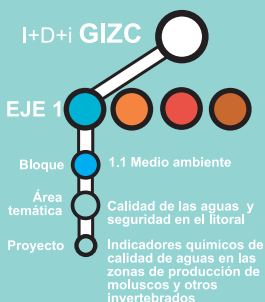 I+D+i GIZC
EJE 1
Bloque 1.1 Medio ambiente
Área temática
Calidad de las aguas y
seguridad en el litoral
Proyecto
Indicadores químicos de
calidad de aguas en las
zonas de producción de
moluscos y otros
invertebrados